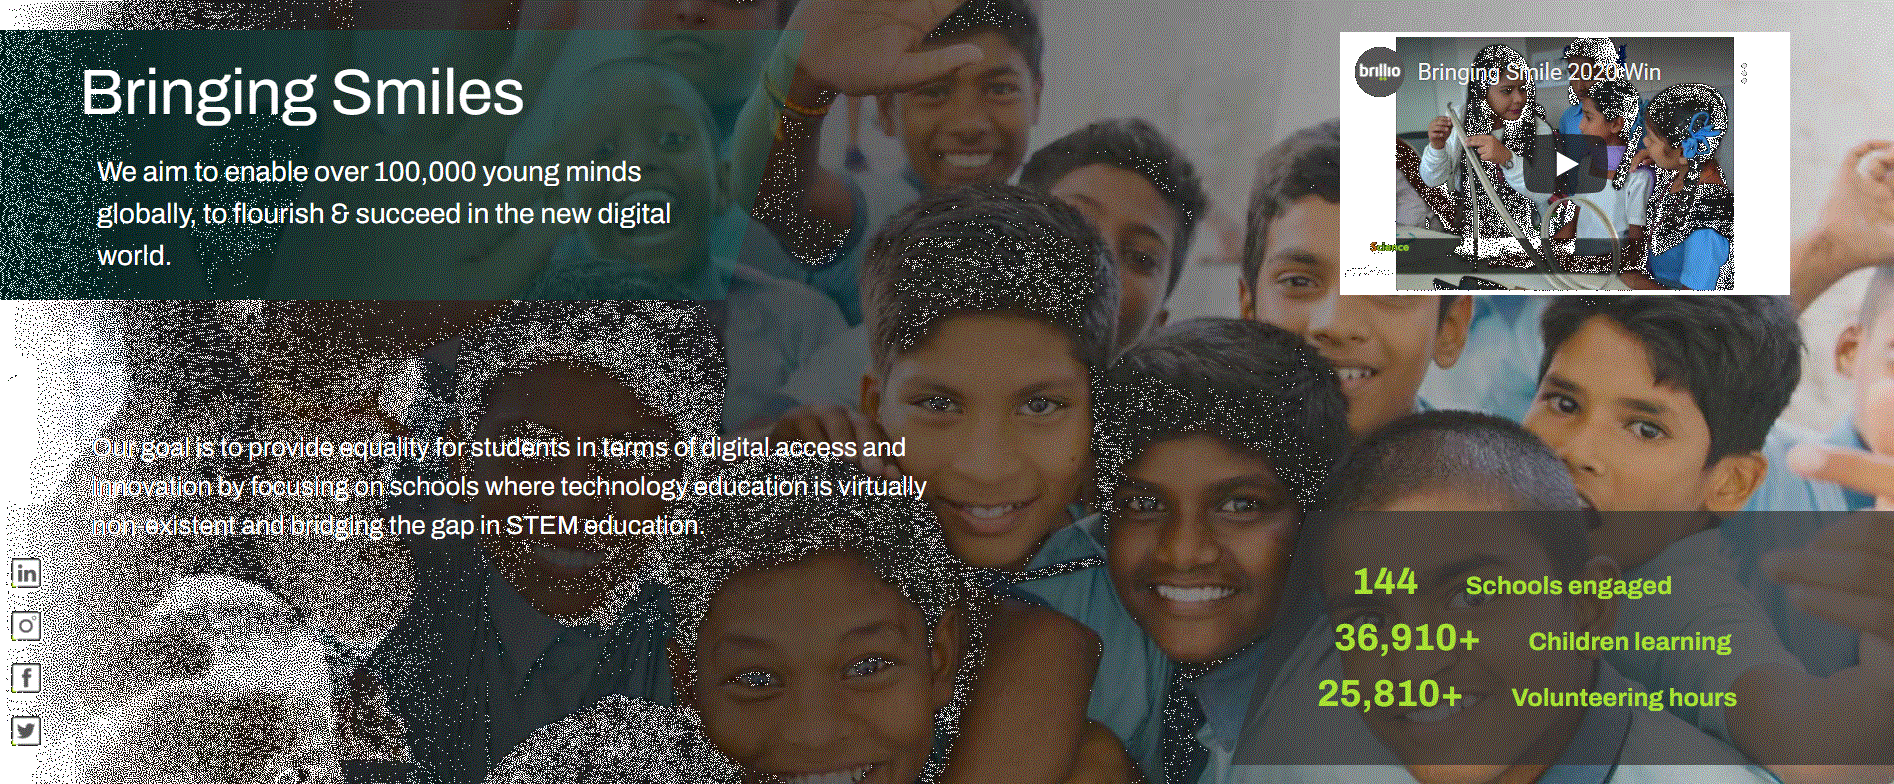 Bringing Smiles
We aim to enable over 100,000 young minds
globally, to flourish & succeed in the new digital
world.
brillio
Bringing Smile 2020 Win
Science
Our goal is to provide equality for students in terms of digital access and
innovation by focusing on schools where technology education is virtually
non-existent and bridging the gap in STEM education.
in
f
144 Schools engaged
36,910+ Children learning
25,810+ Volunteering hours